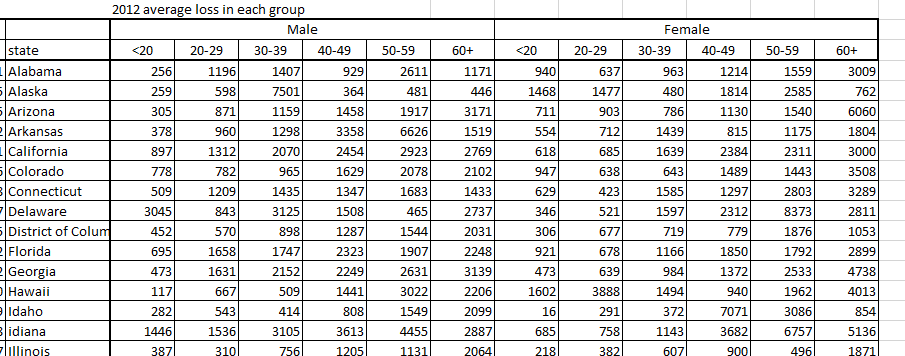 2012 average loss in each group
Male Female
state <20 20-29 30-39 40-49 50-59 60+ <20 20-29 30-39 40-49 50-59 60+
Alabama 256 1196 1407 929 2611 1171 940 637 963 1214 1559 3009
Alaska 259 598 7501 364 481 446 1468 1477 480 1814 2585 762
Arizona 305 871 1159 1458 1917 3171 711 903 786 1130 1540 6060
Arkansas 378 960 1298 3358 6626 1519 554 712 1439 815 1175 1804
California 897 1312 2070 2454 2923 2769 618 685 1639 2384 2311 3000
Colorado 778 782 965 1629 2078 2102 947 638 643 1489 1443 3508
Connecticut 509 1209 1435 1347 1683 1433 629 423 1585 1297 2803 3289
Delaware 3045 843 3125 1508 465 2737 346 521 1597 2312 8373 2811
District of Colum 452 570 898 1287 1544 2031 306 677 719 779 1876 1053
Florida 695 1658 1747 2323 1907 2248 921 678 1166 1850 1792 2899
Georgia 473 1631 2152 2249 2631 3139 473 639 984 1372 2533 4738
Hawaii 117 667 509 1441 3022 2206 1602 3888 1494 940 1962 4013
Idaho 282 543 414 808 1549 2099 16 291 372 7071 3086 854
idiana 1446 1536 3105 3613 4455 2887 685 758 1143 3682 6757 5136
Illinois 387 310 756 1205 1131 2064 218 382 607 900 496 1871